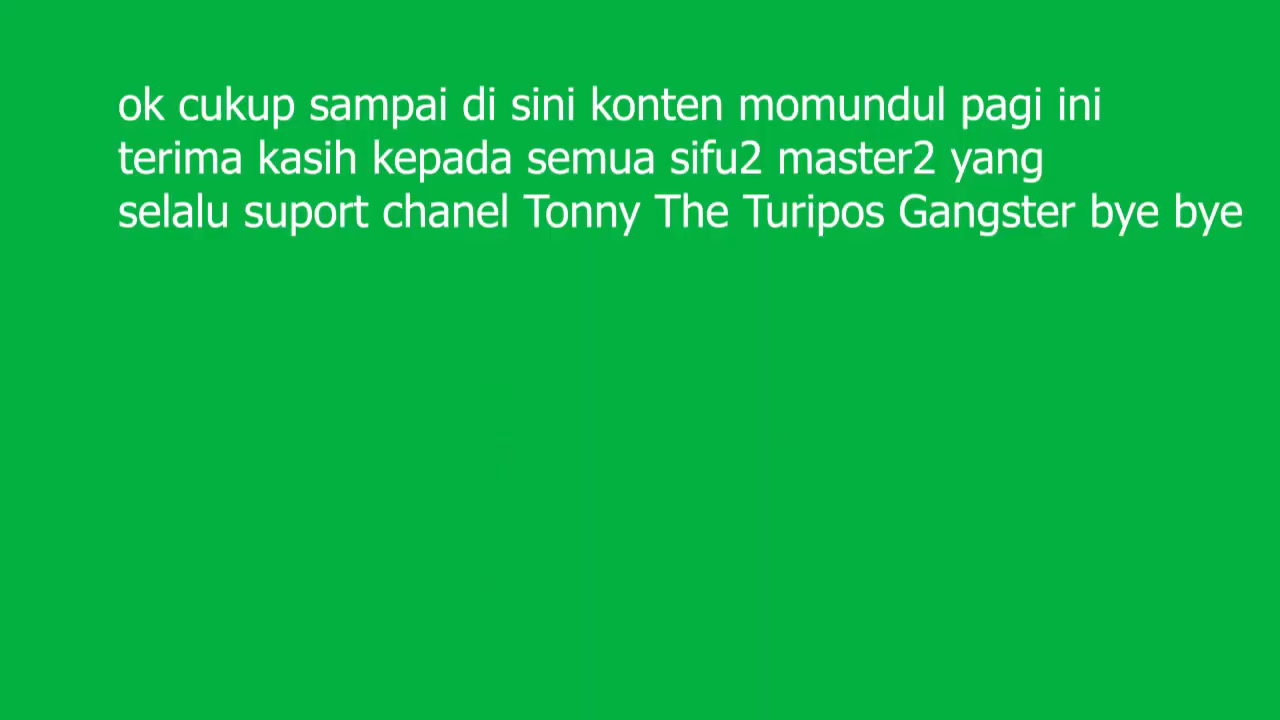 ok cukup sampai di sini konten momundul pagi ini
terima kasih kepada semua sifu2 master2 yang
selalu suport chanel Tonny The Turipos Gangster bye bye